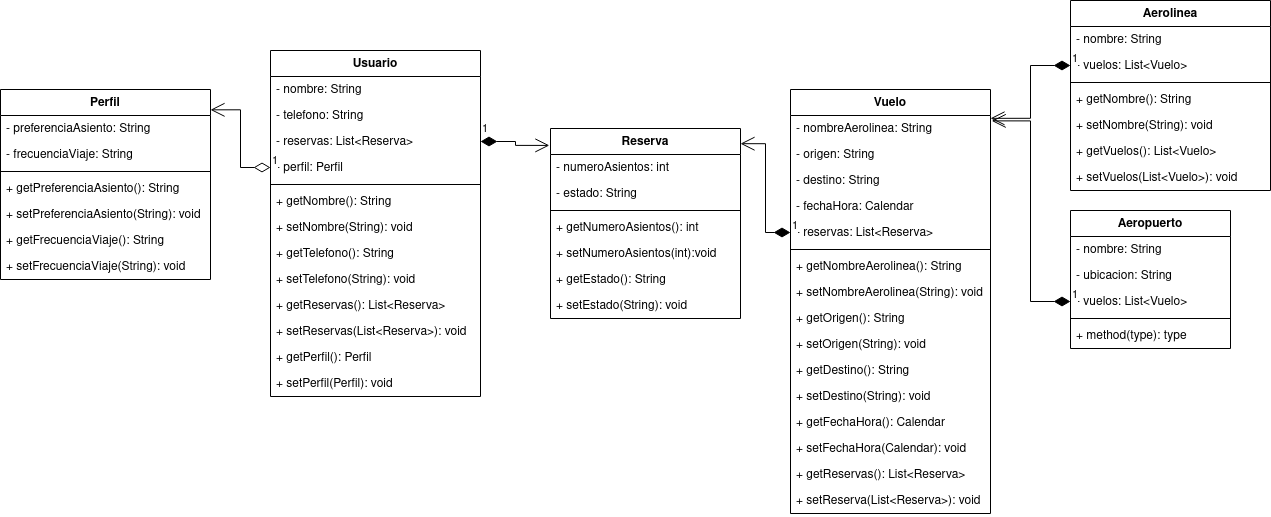 Perfil
- preferenciaAsiento: String
- frecuenciaViaje: String
+ getPreferenciaAsiento(): String
+ setPreferenciaAsiento(String): void
+ getFrecuenciaViaje(): String
+ setFrecuenciaViaje(String): void
Usuario
- nombre: String
- telefono: String
- reservas: List<Reserva>
1
- perfil: Perfil
1
+ getNombre(): String
+ setNombre(String): void
+ getTelefono(): String
+ setTelefono(String): void
+ getReservas(): List<Reserva>
+ setReservas(List<Reserva>): void
+ getPerfil(): Perfil
+ setPerfil(Perfil): void
Reserva
- numeroAsientos: int
- estado: String
+ getNumeroAsientos(): int
+ setNumeroAsientos(int):void
+ getEstado(): String
+ setEstado(String): void
Vuelo
- nombreAerolinea: String
- origen: String
- destino: String
- fechaHora: Calendar
1
- reservas: List<Reserva>
+ getNombreAerolinea(): String
+ setNombreAerolinea(String): void
+ getOrigen(): String
+ setOrigen(String): void
+ getDestino(): String
+ setDestino(String): void
+ getFechaHora(): Calendar
+ setFechaHora(Calendar): void
+ getReservas(): List<Reserva>
+ setReserva(List<Reserva>): void
Aerolinea
- nombre: String
1
- vuelos: List<Vuelo>
+ getNombre(): String
+ setNombre(String): void
+ getVuelos(): List<Vuelo>
+ setVuelos(List<Vuelo>): void
Aeropuerto
- nombre: String
- ubicacion: String
1
- vuelos: List<Vuelo>
+ method(type): type